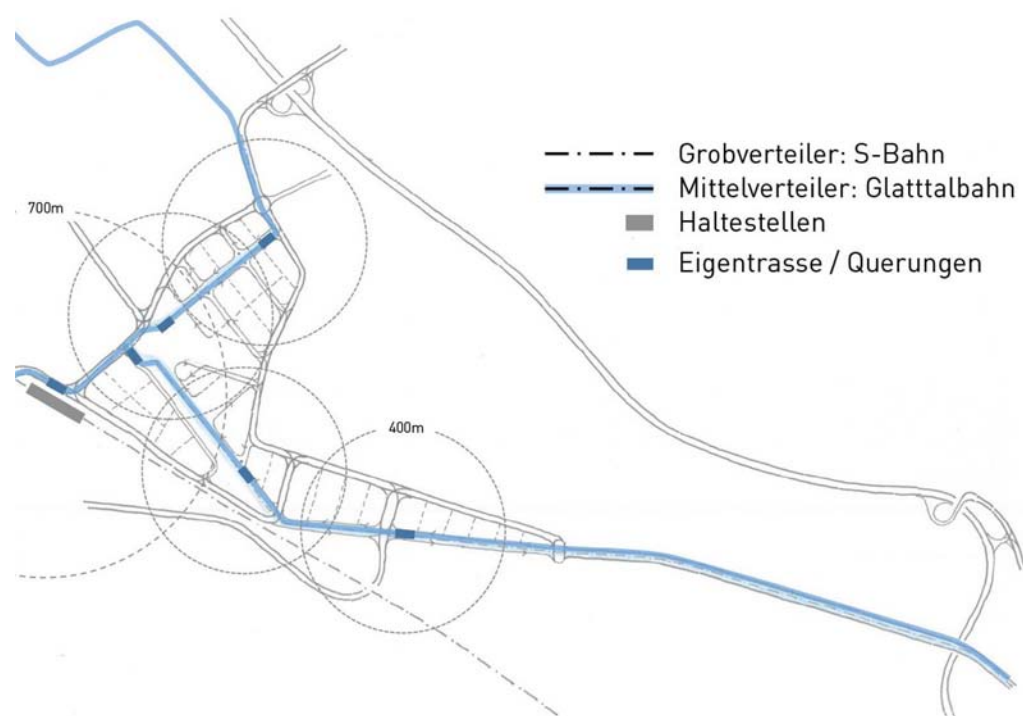 700m
400m
Grobverteiler: S-Bahn
Mittelverteiler: Glatttalbahn
Haltestellen
Eigentrasse / Querungen